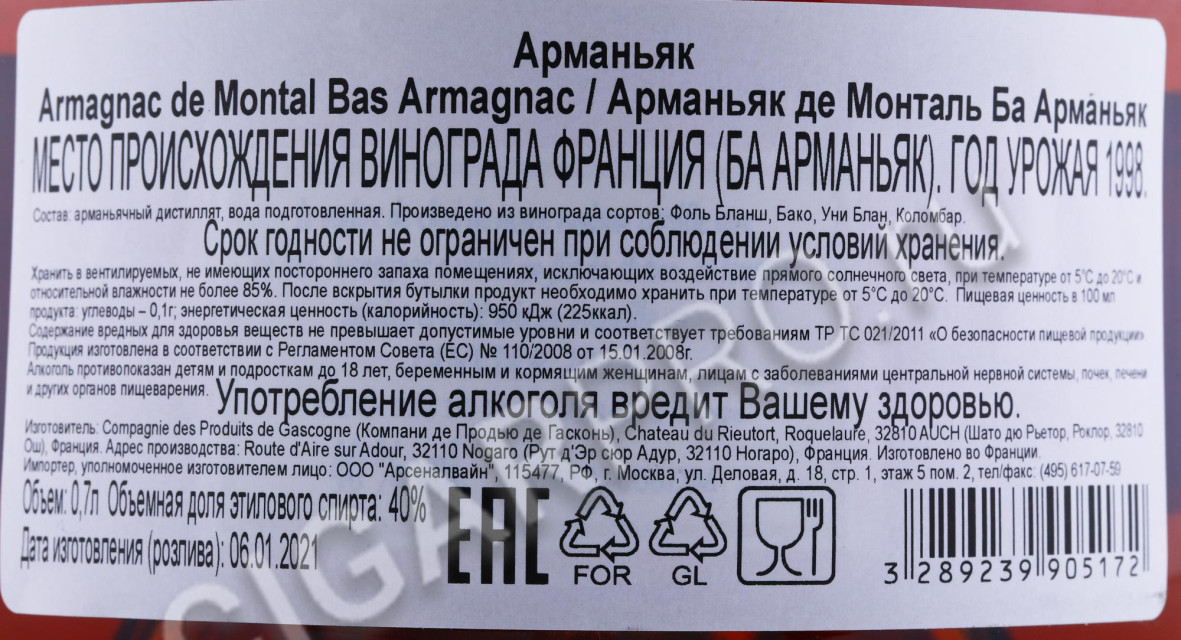 Арманьяк
Armagnac de Montal Bas Armagnac / Арманьяк де Монталь Ба Арманьяк
МЕСТО ПРОИСХОЖДЕНИЯ ВИНОГРАДА ФРАНЦИЯ (БА АРМАНЬЯК). ГОД УРОЖАЯ 1998.
Состав: арманьячный дистиллят, вода подготовленная. Произведено из винограда сортов: Фоль Бланш, Бако, Уни Блан, Коломбар.
Срок годности не ограничен при соблюдении условий хранения.
Хранить в вентилируемых, не имеющих постороннего запаха помещениях, исключающих воздействие прямого солнечного света, при температуре от 5°С до 20°С и
относительной влажности не более 85%. После вскрытия бутылки продукт необходимо хранить при температуре от 5°С до 20°С. Пищевая ценность в 100 мл
продукта: углеводы – 0,1г; энергетическая ценность (калорийность): 950 кДж (225ккал).
Содержание вредных для здоровья веществ не превышает допустимые уровни и соответствует требованиям ТР ТС 021/2011 «О безопасности пищевой продукции»
Продукция изготовлена в соответствии с Регламентом Совета (ЕС) № 110/2008 от 15.01.2008г.
Алкоголь противопоказан детям и подросткам до 18 лет, беременным и кормящим женщинам, лицам с заболеваниями центральной нервной системы, почек, печени
и других органов пищеварения. Употребление алкоголя вредит Вашему здоровью.
Изготовитель: Compagnie des Produits de Gascogne (Компани де Продью де Гасконь), Chateau du Rieutort, Roquelaure, 32810 AUCH (Шато дю Рьетор, Роклор, 32810
Ош), Франция. Адрес производства: Route d'Aire sur Adour, 32110 Nogaro (Рут д'Эр сюр Адур, 32110 Ногаро), Франция. Изготовлено во Франции.
Импортер, уполномоченное изготовителем лицо: ООО "Арсеналвайн", 115477, РФ, г. Москва, ул. Деловая, д. 18, стр. 1, этаж 5 пом. 2, тел/факс: (495) 617-07-59
Объем: 0,7л Объемная доля этилового спирта: 40%
Дата изготовления (розлива): 06.01.2021
EAC
FOR
GL
3 289239 905172
CIGARPRO.ru